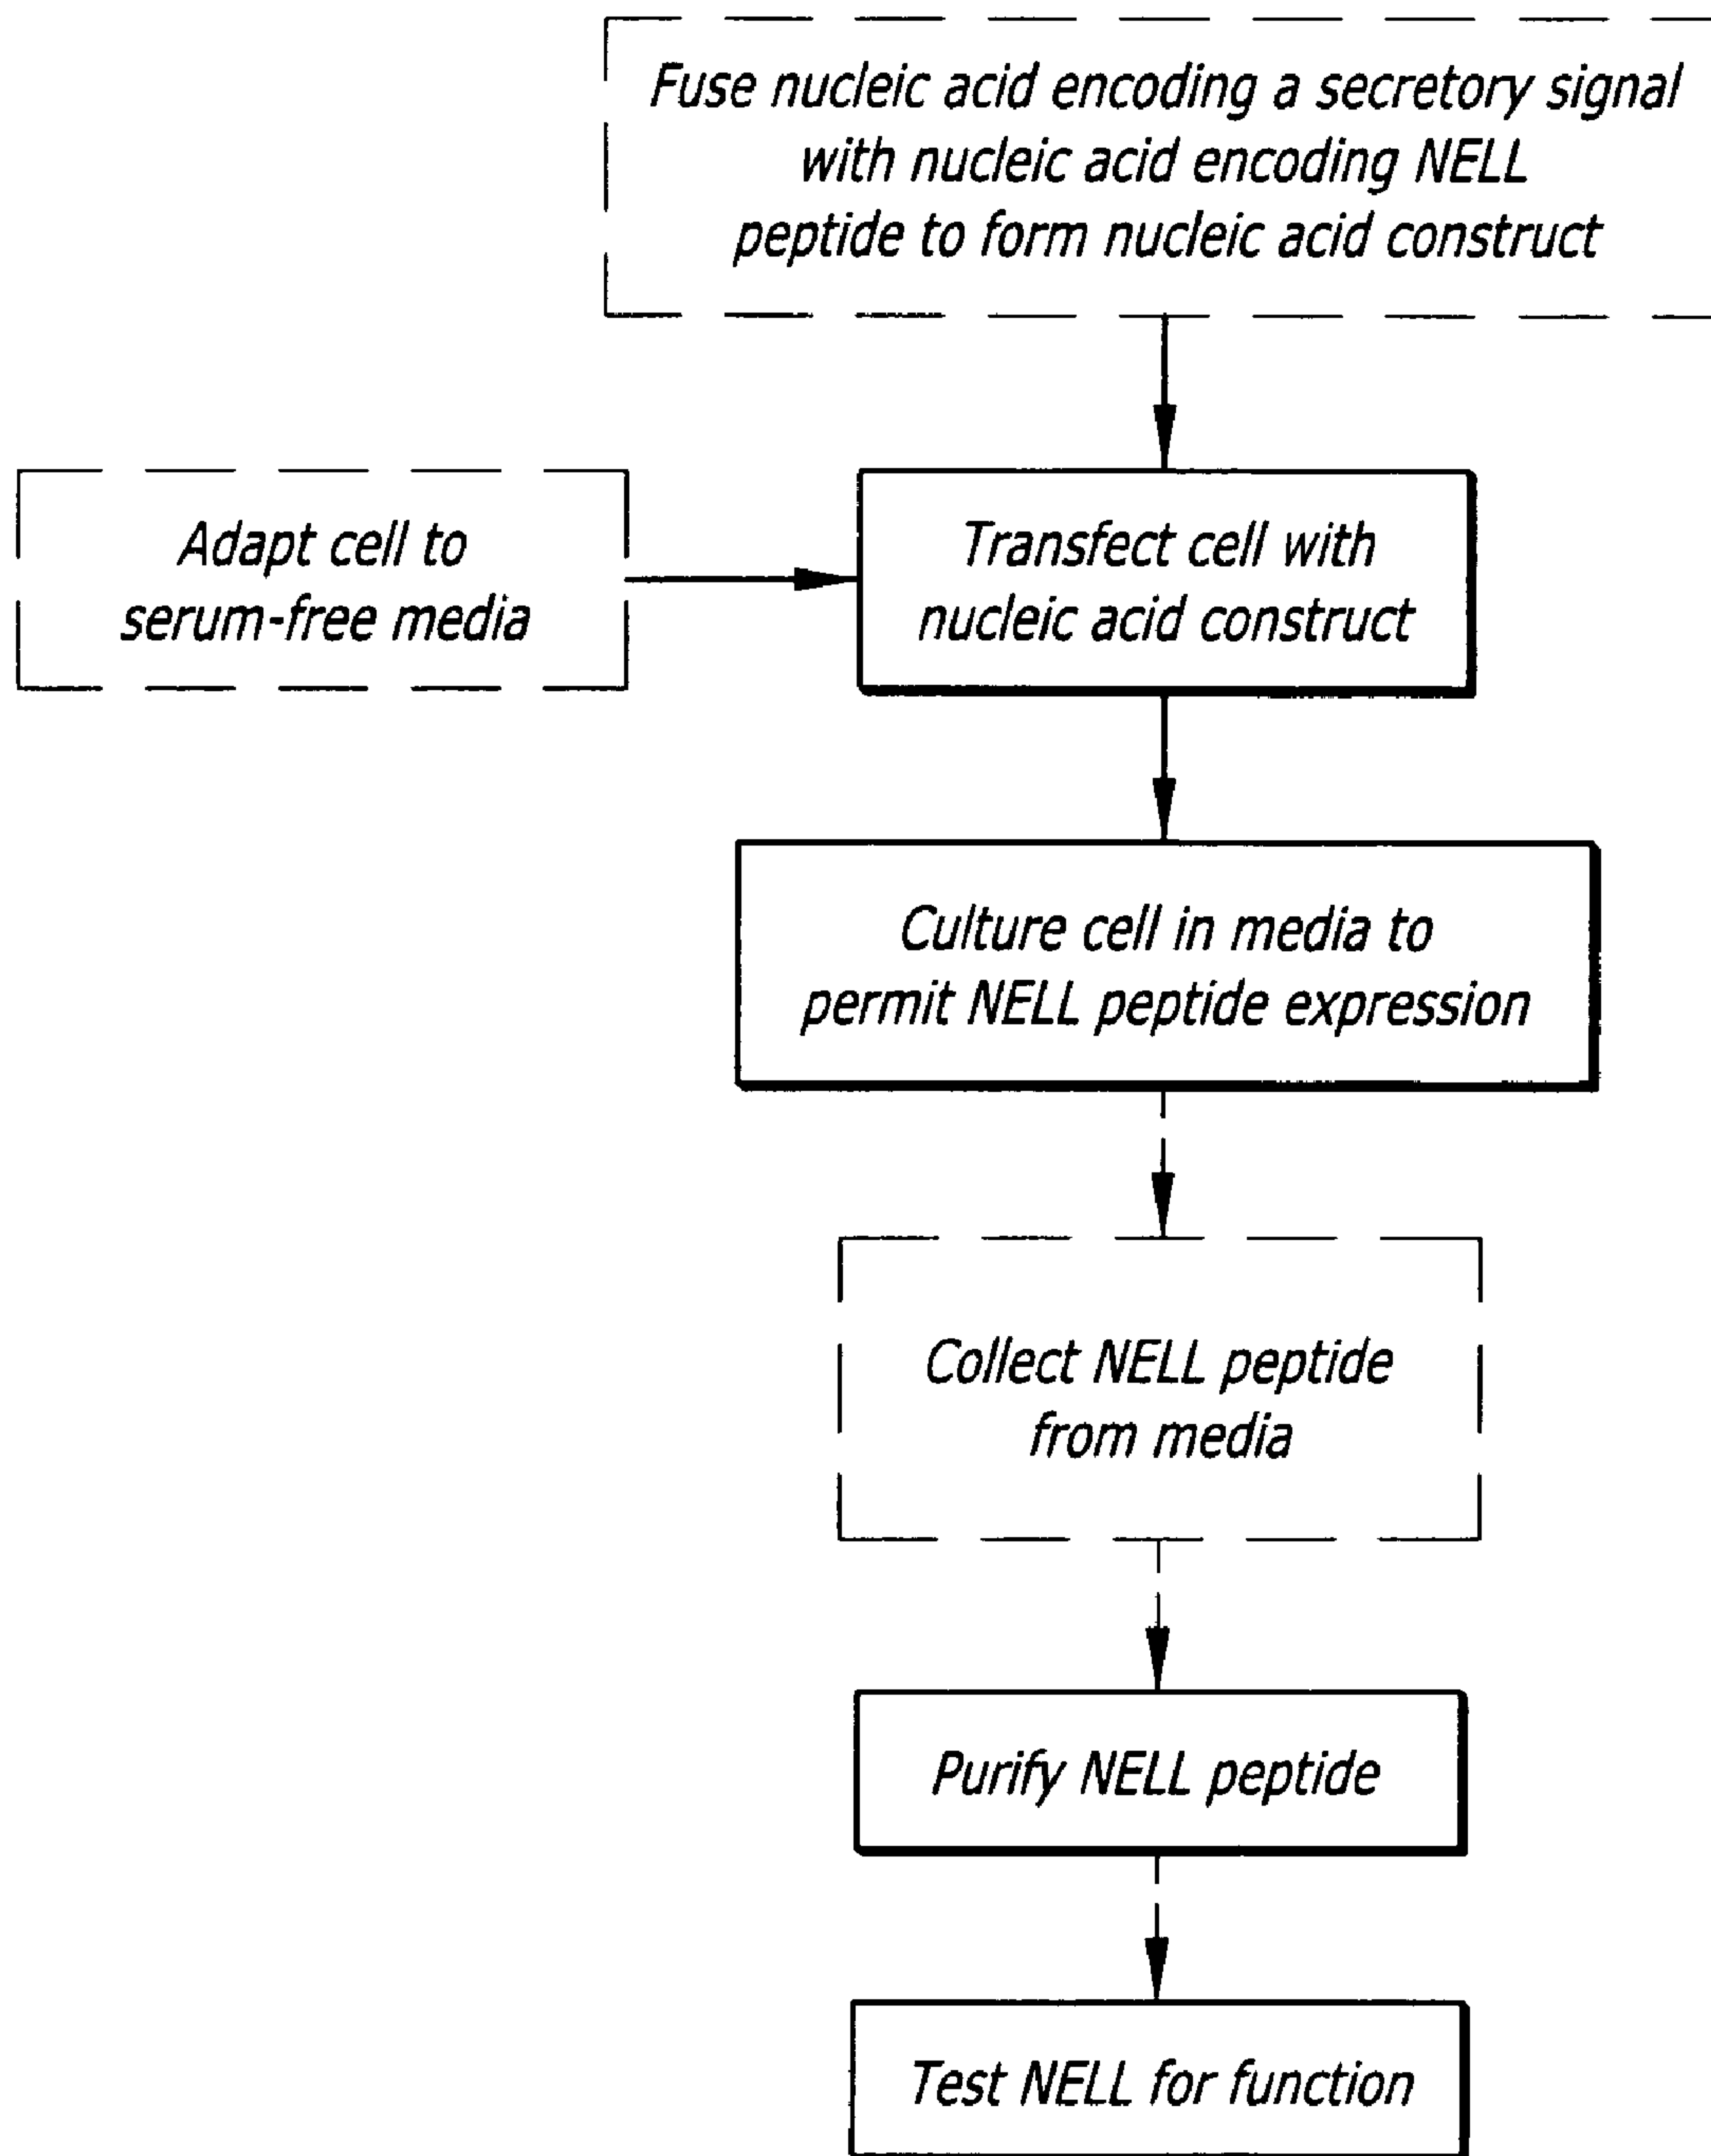 Fuse nucleic acid encoding a secretory signal
with nucleic acid encoding NELL
peptide to form nucleic acid construct
Adapt cell to
serum-free media
Transfect cell with
nucleic acid construct
Culture cell in media to
permit NELL peptide expression
Collect NELL peptide
from media
Purify NELL peptide
Test NELL for function